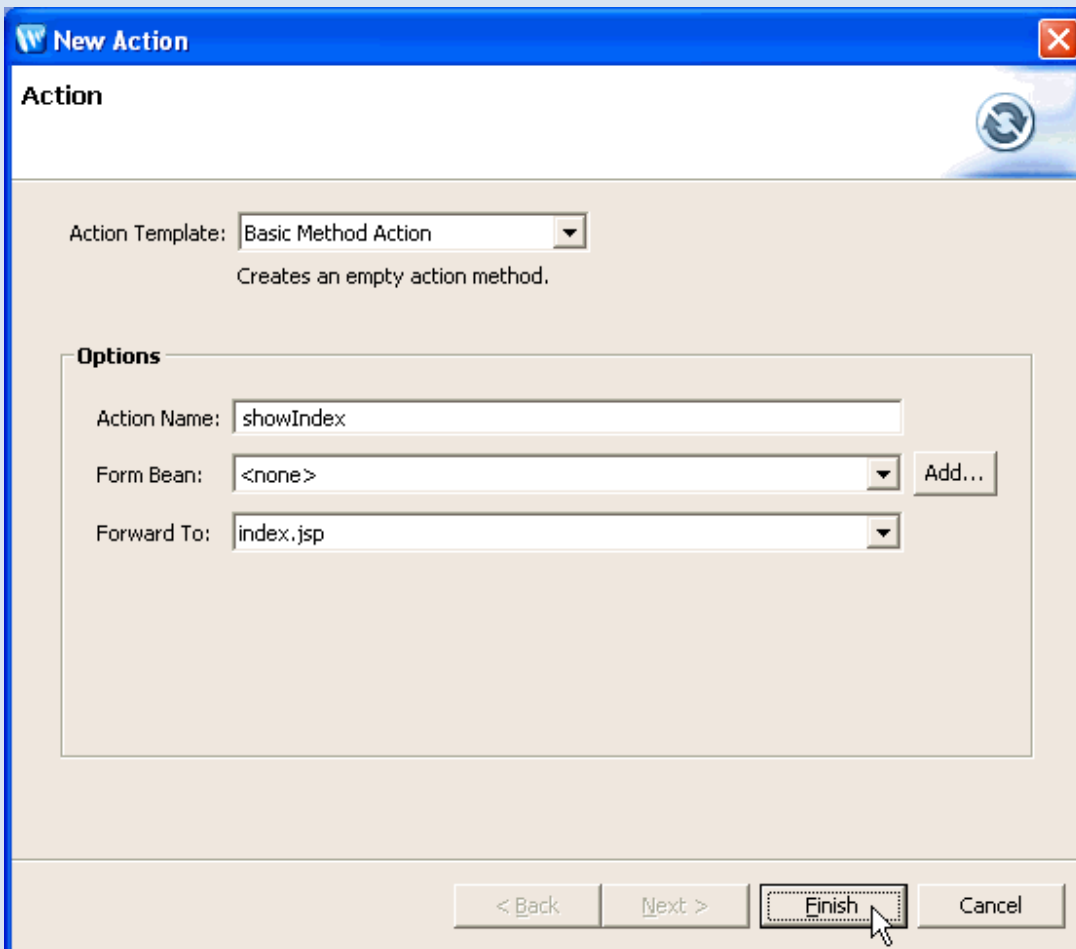 New Action
Action
Action Template: Basic Method Action
Creates an empty action method.
Options
Action Name: showIndex
Form Bean: <none> Add...
Forward To: index.jsp
< Back Next > Finish Cancel